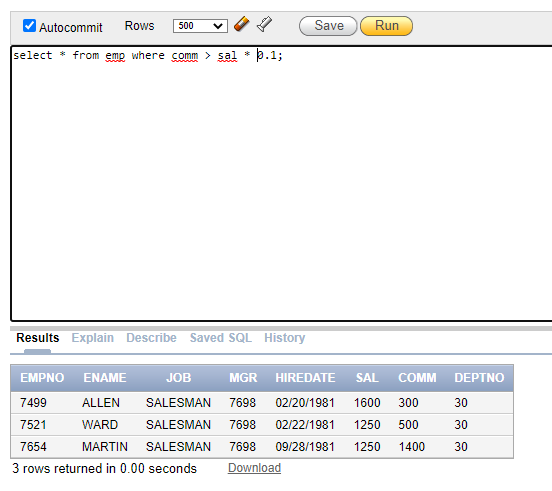 Autocommit Rows 500 Save Run
select * from emp where comm > sal * 0.1;
Results Explain Describe Saved SQL History
EMPNO ENAME JOB MGR HIREDATE SAL COMM DEPTNO
7499 ALLEN SALESMAN 7698 02/20/1981 1600 300 30
7521 WARD SALESMAN 7698 02/22/1981 1250 500 30
7654 MARTIN SALESMAN 7698 09/28/1981 1250 1400 30
3 rows returned in 0.00 seconds Download